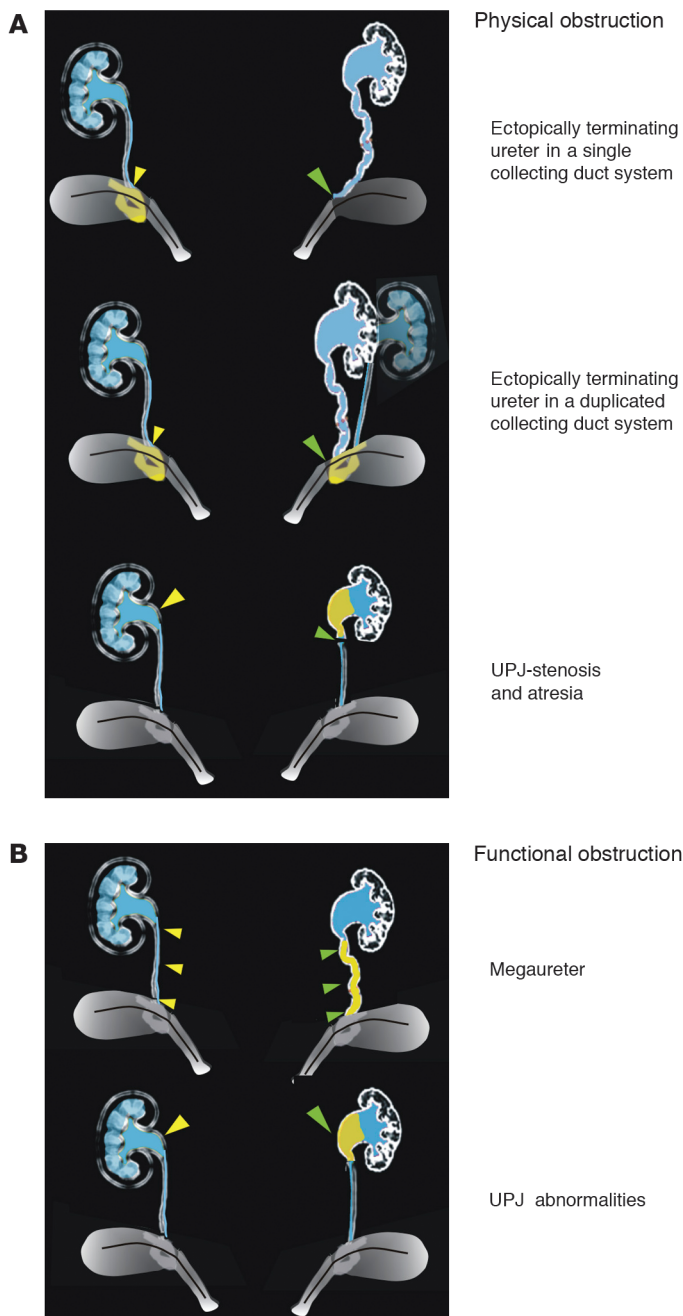 A
Physical obstruction
Ectopically terminating
ureter in a single
collecting duct system
Ectopically terminating
ureter in a duplicated
collecting duct system
UPJ-stenosis
and atresia
B
Functional obstruction
Megaureter
UPJ abnormalities